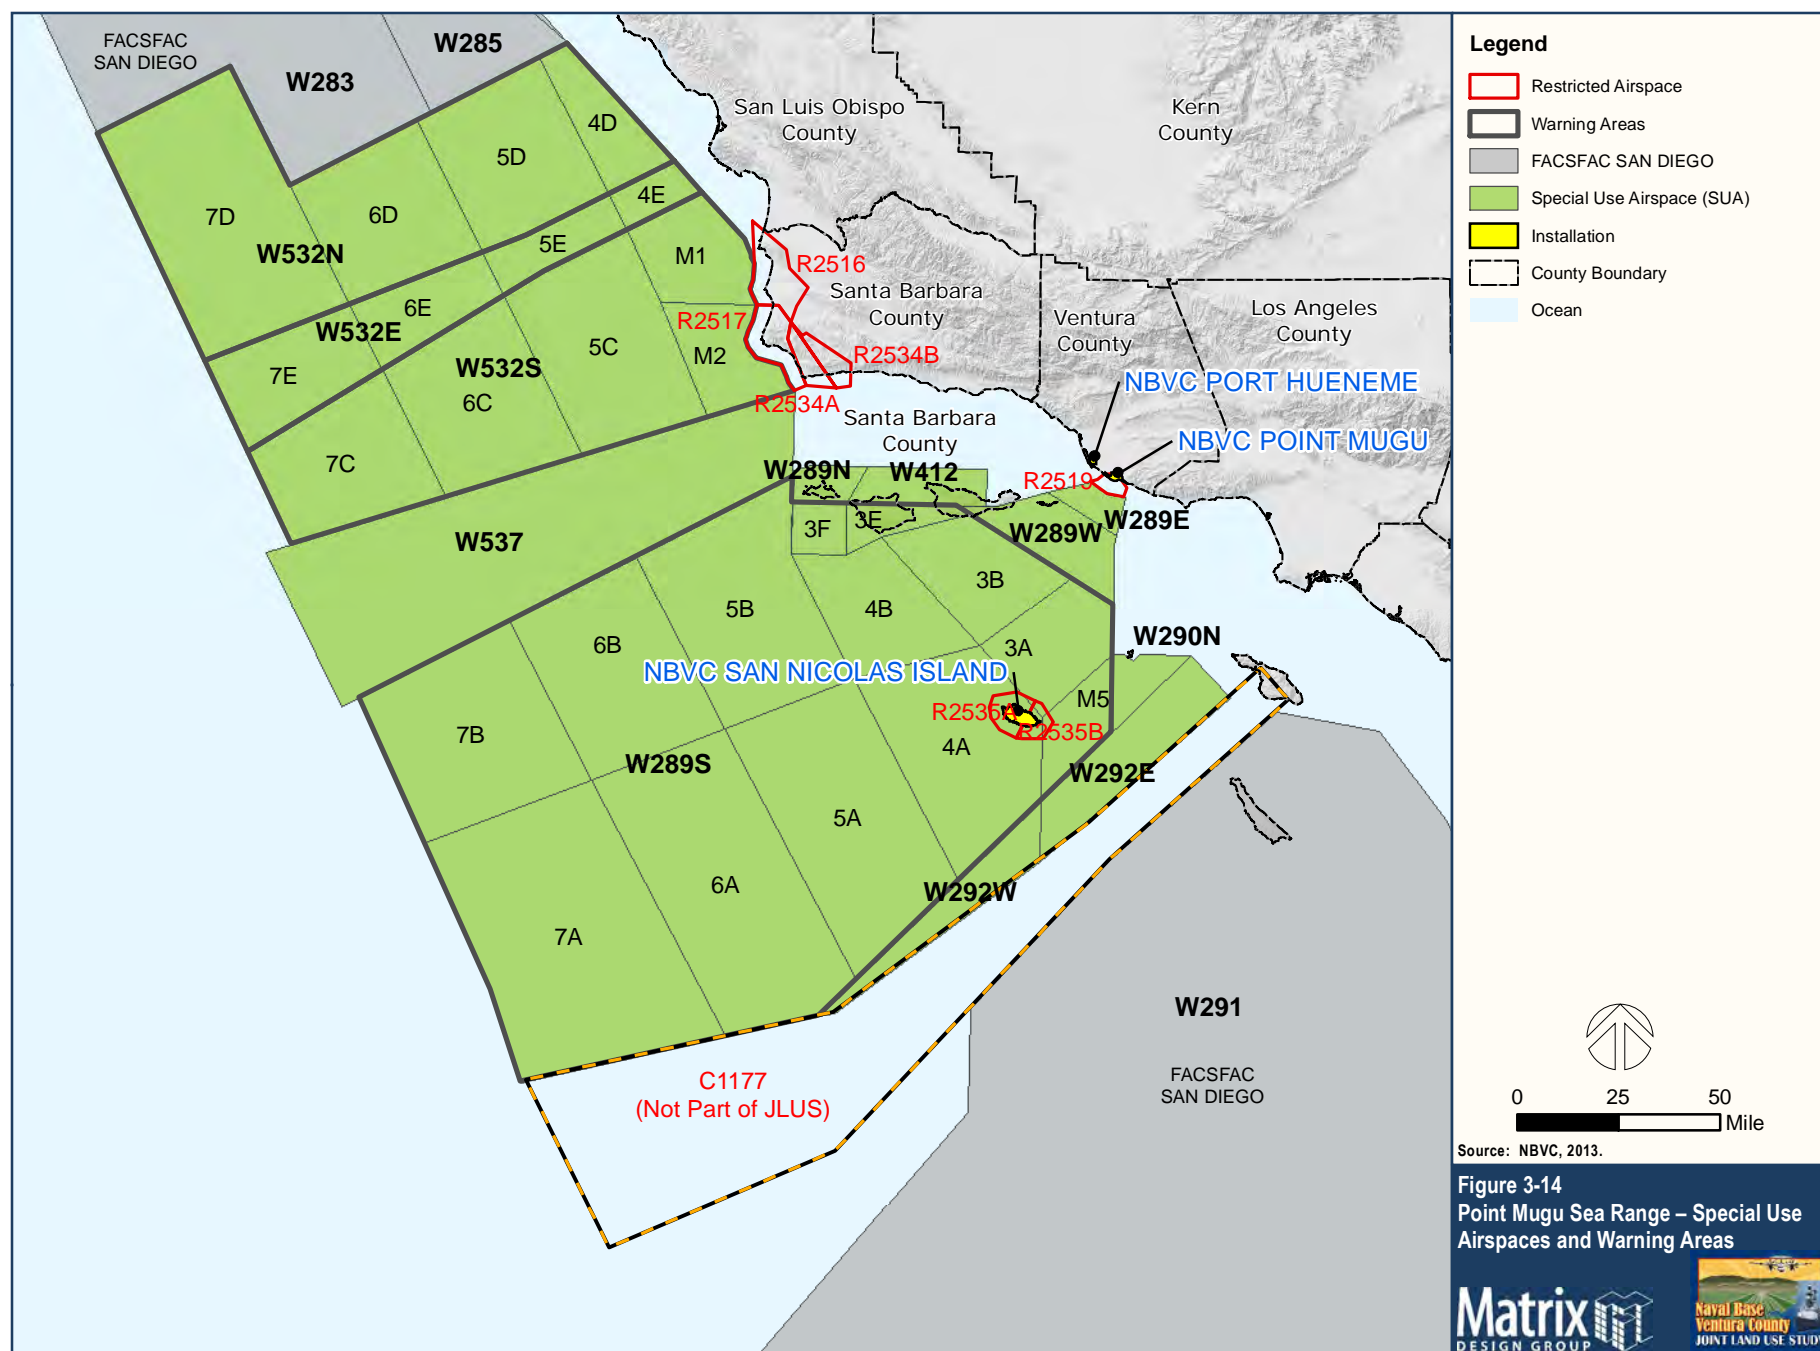 FACSFAC
SAN DIEGO
W285
W283
San Luis Obispo
County
Kern
County
4D
5D
4E
7D
6D
W532N
5E
M1
R2516
Santa Barbara
County
6E
W532E
R2517
Ventura
County
Los Angeles
County
5C
M2
R2534B
7E
W532S
6C
R2534A
NBVC PORT HUENEME
Santa Barbara
County
NBVC POINT MUGU
7C
W289N
W412
R2519
W537
3F
3E
W289W
W289E
3B
5B
4B
6B
W290N
3A
NBVC SAN NICOLAS ISLAND
M5
R2535A
R2535B
7B
4A
W289S
W292E
5A
6A
W292W
7A
W291
C1177
(Not Part of JLUS)
FACSFAC
SAN DIEGO
Legend
Restricted Airspace
Warning Areas
FACSFAC SAN DIEGO
Special Use Airspace (SUA)
Installation
County Boundary
Ocean
0 25 50
Mile
Source: NBVC, 2013.
Figure 3-14
Point Mugu Sea Range – Special Use
Airspaces and Warning Areas
Matrix
DESIGN GROUP
Naval Base
Ventura County
JOINT LAND USE STUDY